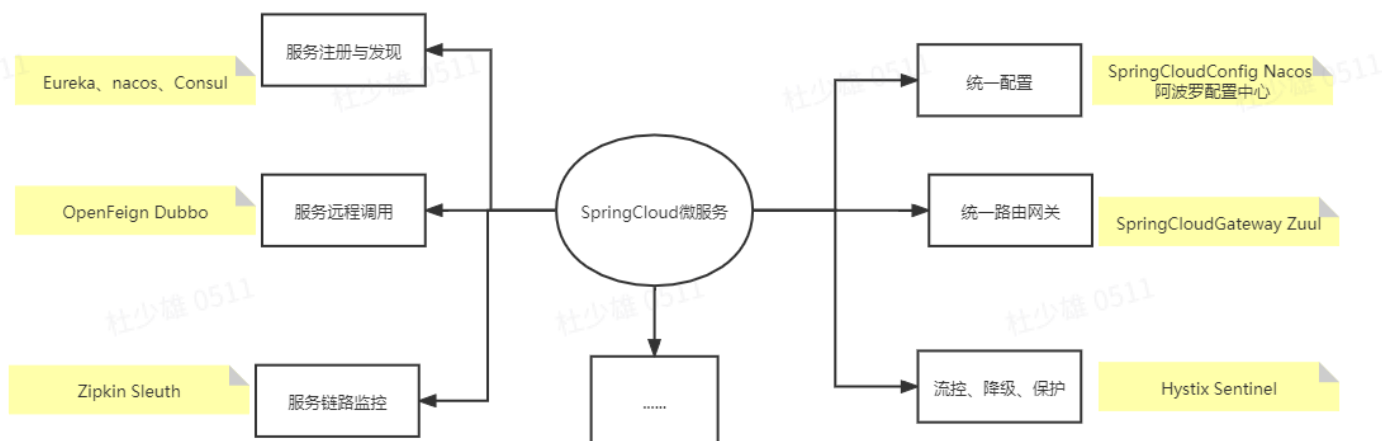 服务注册与发现
Eureka、nacos、Consul
统一配置
SpringCloudConfig Nacos
阿波罗配置中心
OpenFeign Dubbo
服务远程调用
SpringCloud微服务
统一路由网关
SpringCloudGateway Zuul
Zipkin Sleuth
服务链路监控
......
流控、降级、保护
Hystix Sentinel
杜少雄 0511
杜少雄 0511
杜少雄 0511
杜少雄 0511
杜少雄 0511